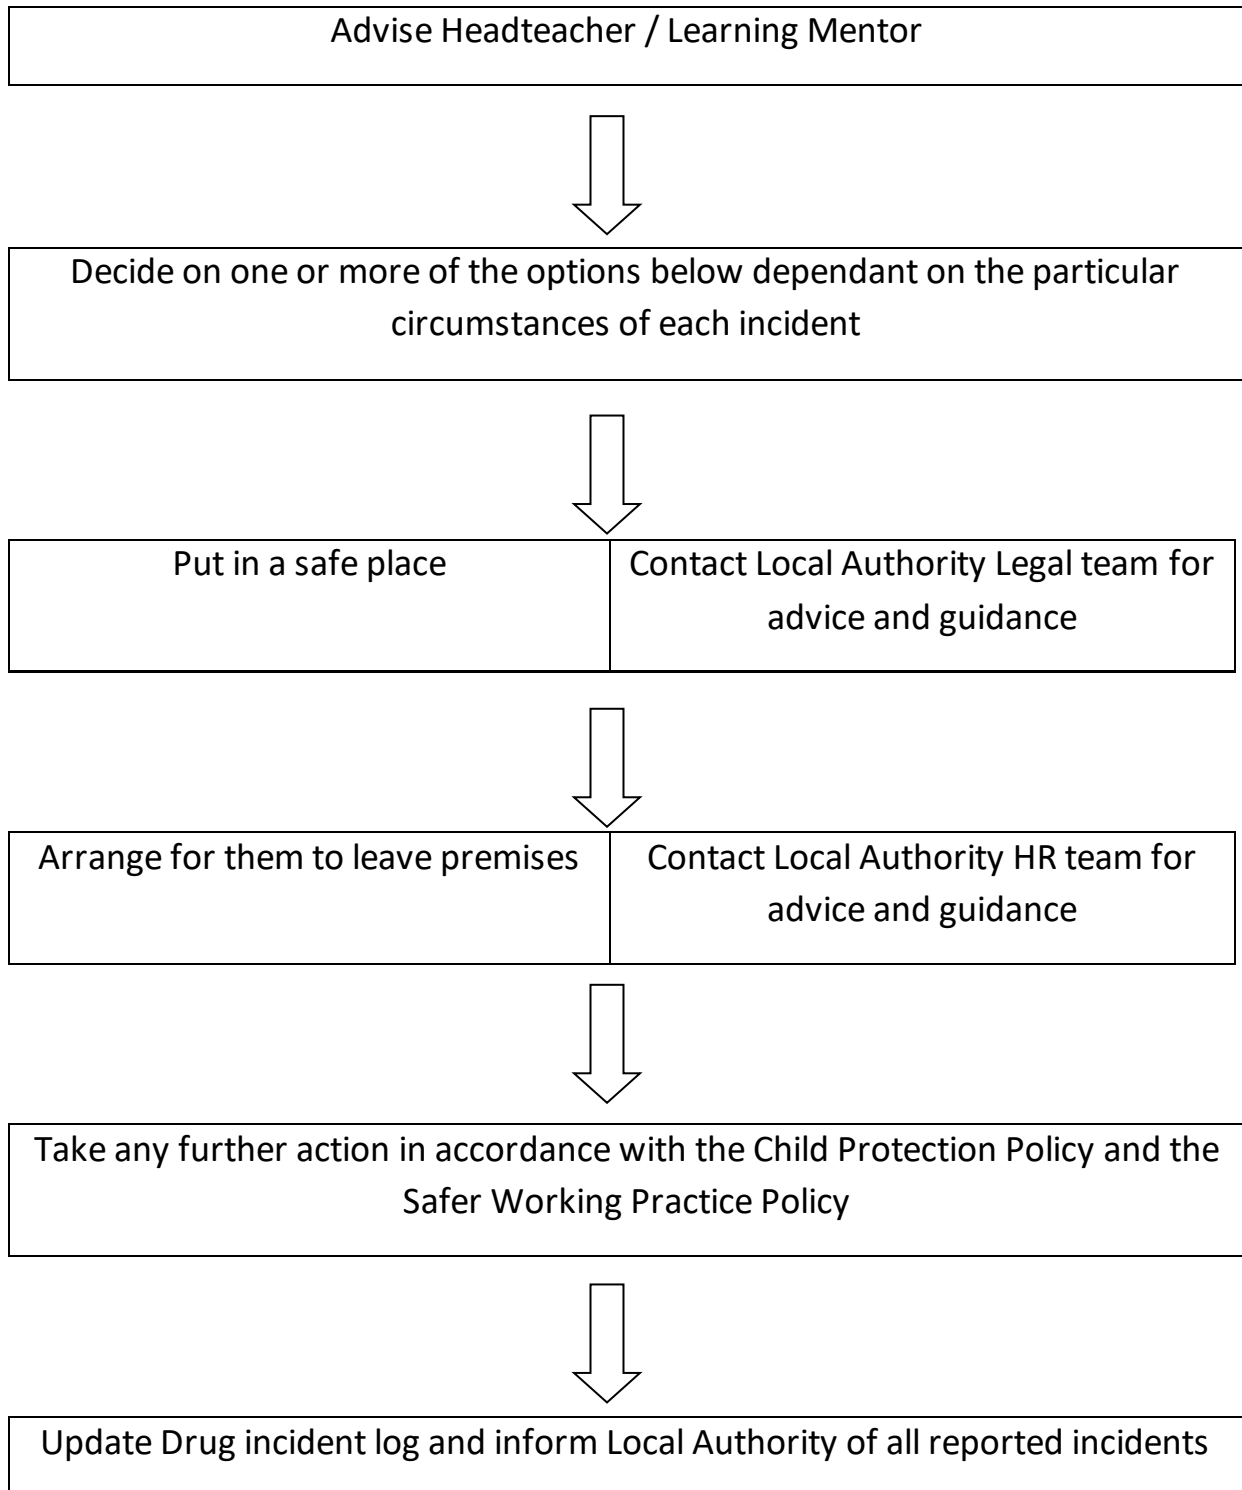 Advise Headteacher / Learning Mentor
Decide on one or more of the options below dependant on the particular
circumstances of each incident
Put in a safe place
Contact Local Authority Legal team for
advice and guidance
Arrange for them to leave premises
Contact Local Authority HR team for
advice and guidance
Take any further action in accordance with the Child Protection Policy and the
Safer Working Practice Policy
Update Drug incident log and inform Local Authority of all reported incidents